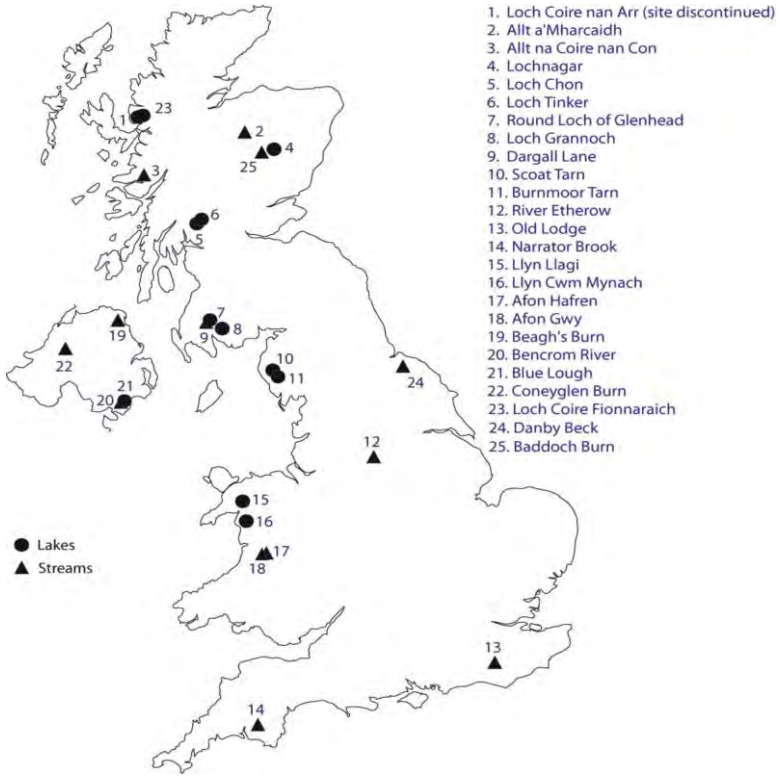 1. Loch Coire nan Arr (site discontinued)
2. Allt a'Mharcaidh
3. Allt na Coire nan Con
4. Lochnagar
5. Loch Chon
6. Loch Tinker
7. Round Loch of Glenhead
8. Loch Grannoch
9. Dargall Lane
10. Scoat Tarn
11. Burnmoor Tarn
12. River Etherow
13. Old Lodge
14. Narrator Brook
15. Llyn Llagi
16. Llyn Cwm Mynach
17. Afon Hafren
18. Afon Gwy
19. Beagh's Burn
20. Bencrom River
21. Blue Lough
22. Coneyglen Burn
23. Loch Coire Fionnaraich
24. Danby Beck
25. Baddoch Burn
1 23
2
25 4
3
6
5
7
19
9 8
22
10
11
24
21
20
12
15
16
Lakes
17
Streams
18
13
14